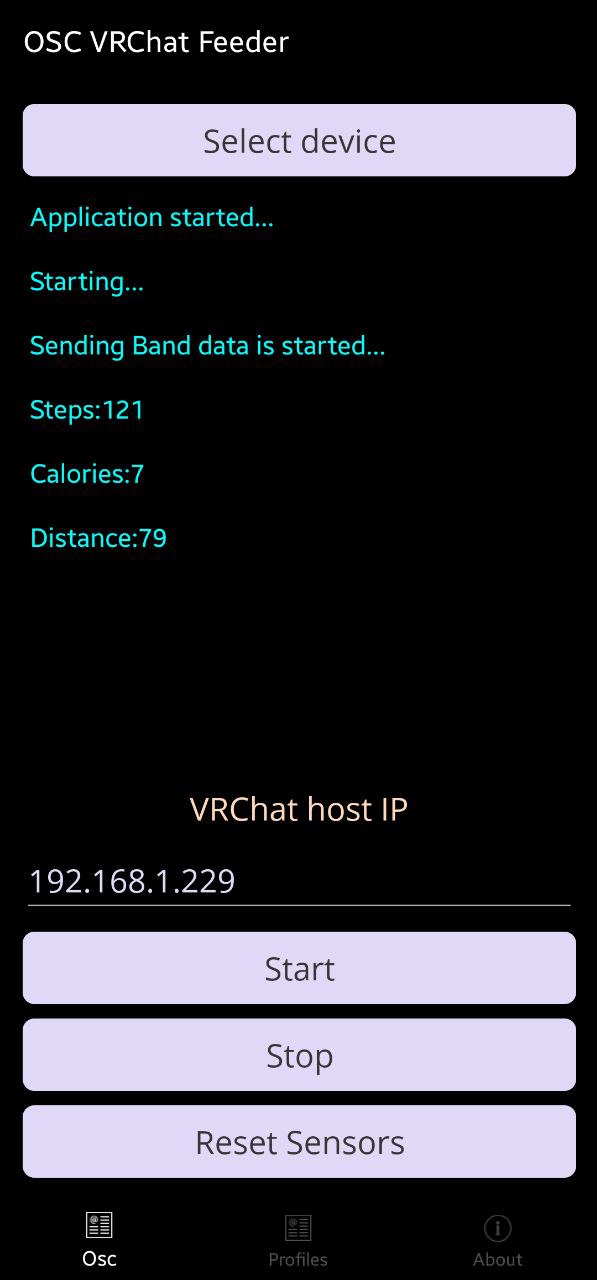 OSC VRChat Feeder
Select device
Application started...
Starting...
Sending Band data is started...
Steps:121
Calories:7
Distance:79
VRChat host IP
192.168.1.229
Start
Stop
Reset Sensors
Osc
Profiles
About